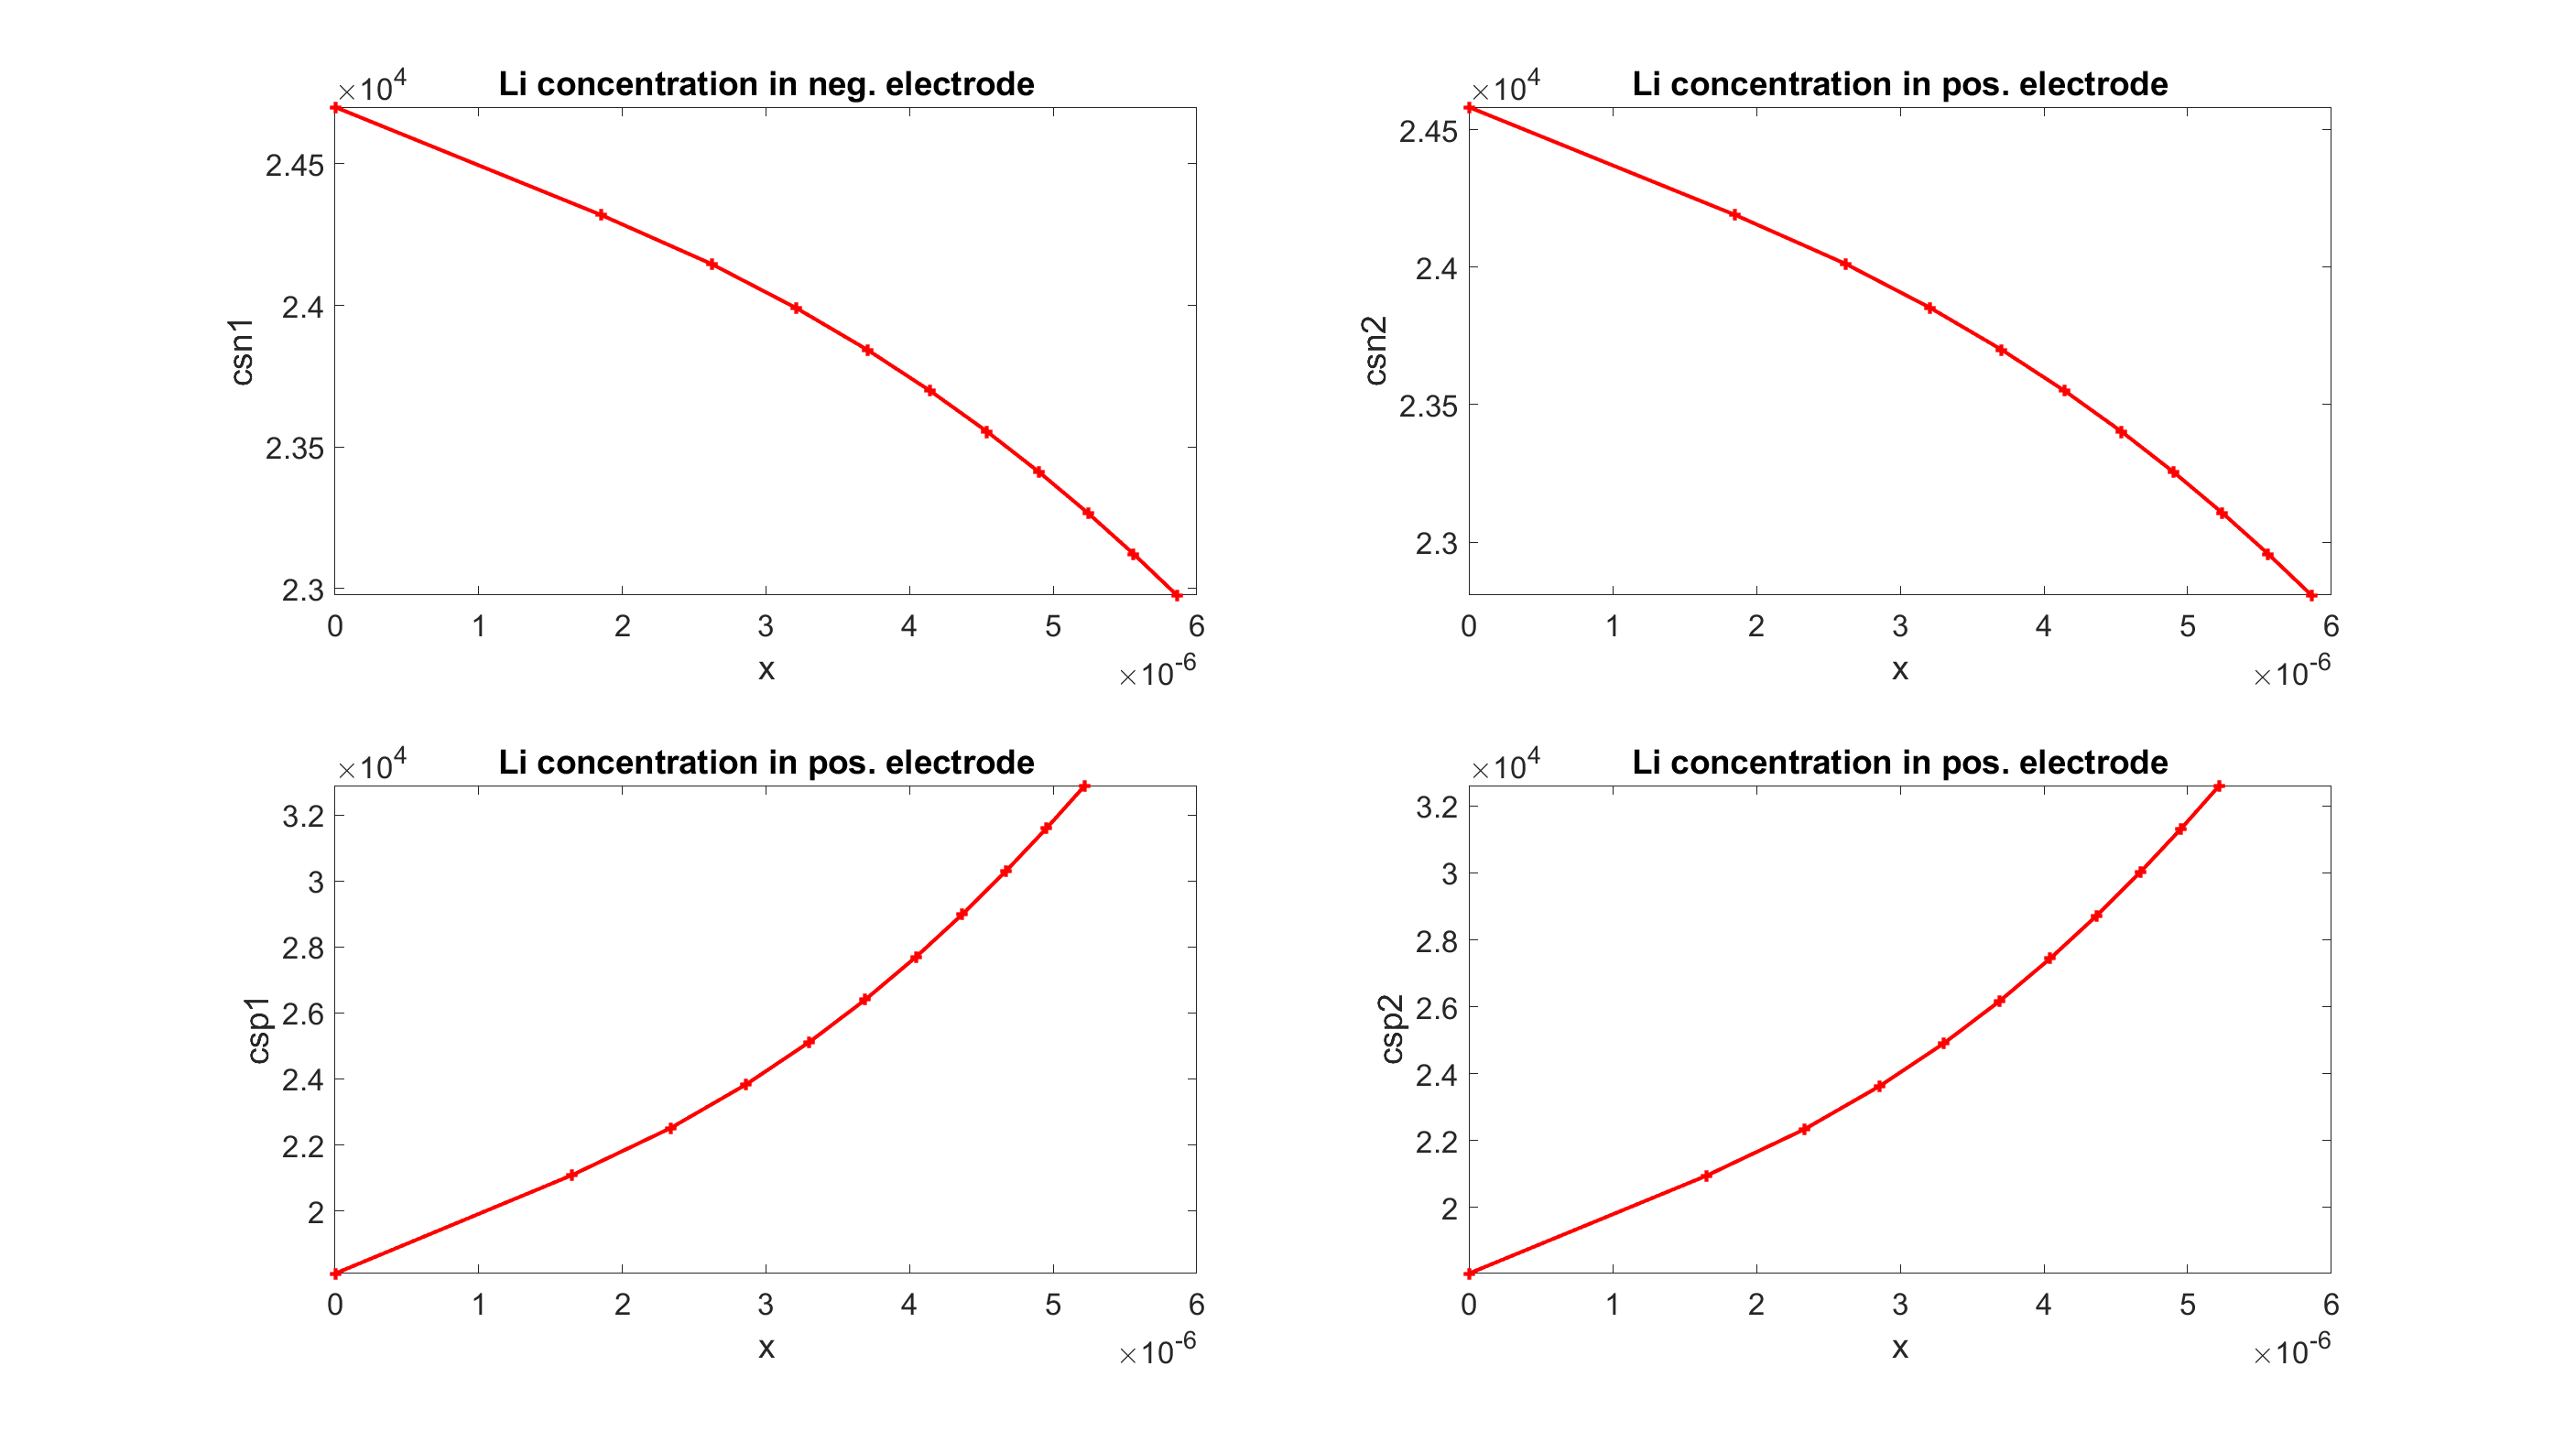 Li concentration in neg. electrode
×10^4
2.45
2.4
2.35
2.3
csn1
0 1 2 3 4 5 6
x
×10^-6
Li concentration in pos. electrode
×10^4
2.45
2.4
2.35
2.3
csn2
0 1 2 3 4 5 6
x
×10^-6
Li concentration in pos. electrode
×10^4
3.2
3
2.8
2.6
2.4
2.2
2
csp1
0 1 2 3 4 5 6
x
×10^-6
Li concentration in pos. electrode
×10^4
3.2
3
2.8
2.6
2.4
2.2
2
csp2
0 1 2 3 4 5 6
x
×10^-6